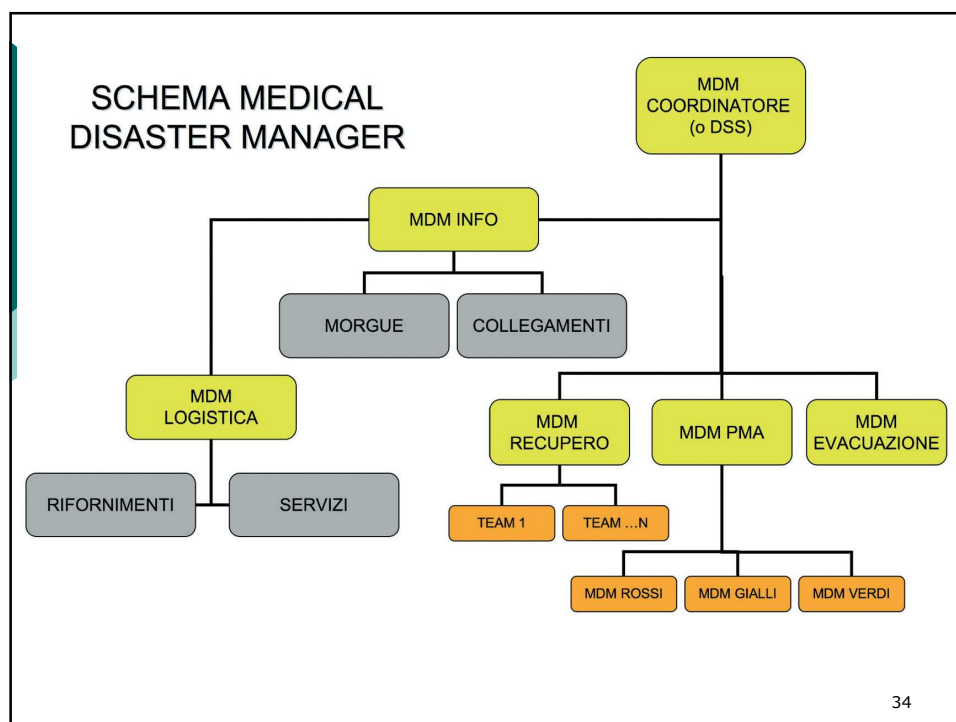 SCHEMA MEDICAL
DISASTER MANAGER
MDM
COORDINATORE
(o DSS)
MDM INFO
MORGUE
COLLEGAMENTI
MDM
LOGISTICA
RIFORNIMENTI
SERVIZI
MDM
RECUPERO
MDM PMA
MDM
EVACUAZIONE
TEAM 1
TEAM ...N
MDM ROSSI
MDM GIALLI
MDM VERDI
34